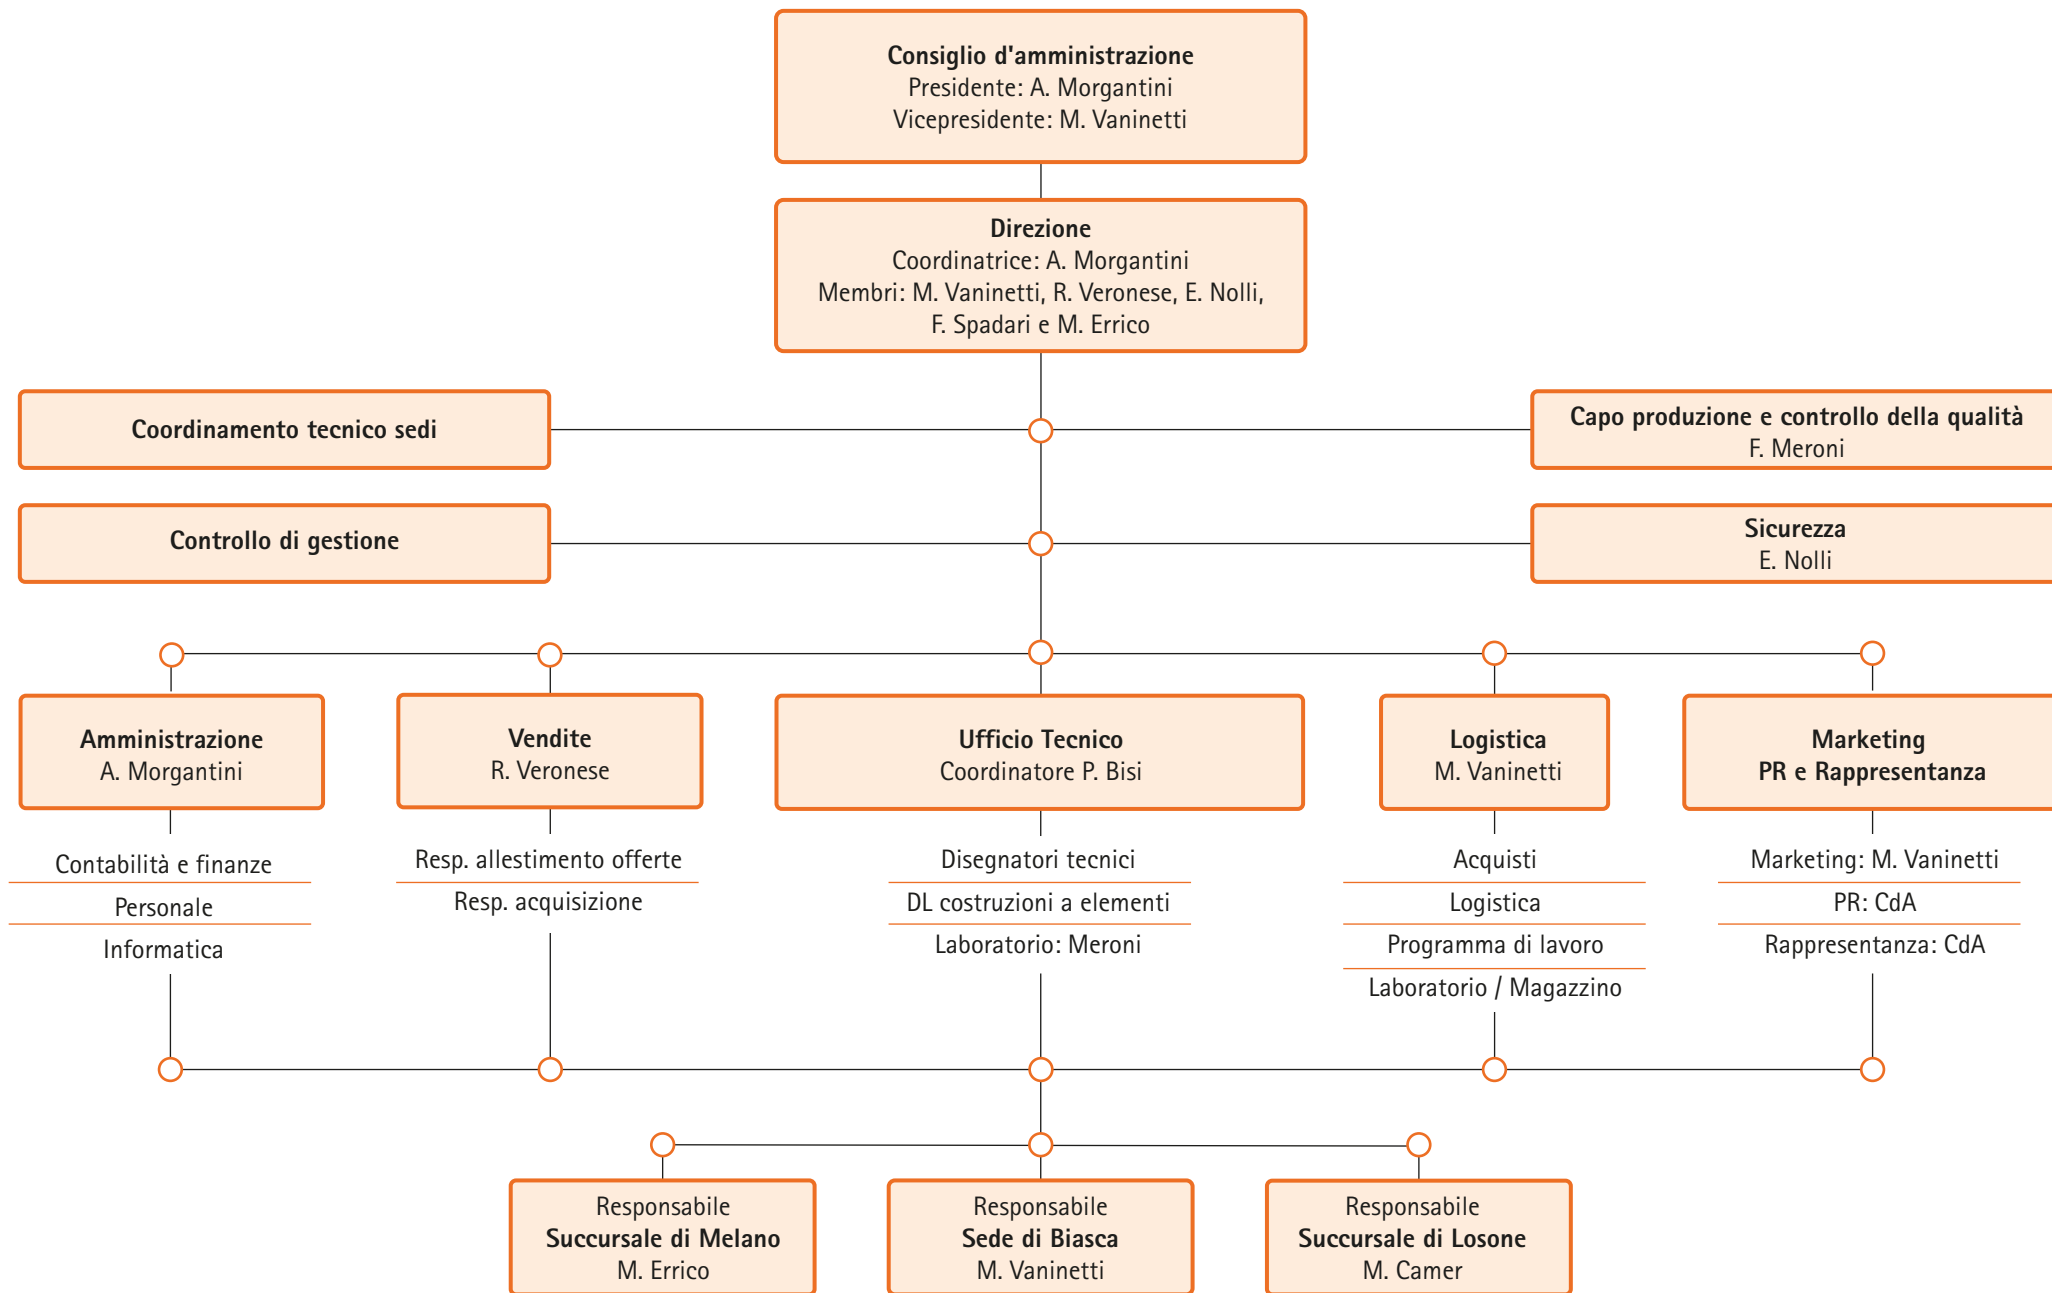 Consiglio d'amministrazione
Presidente: A. Morgantini
Vicepresidente: M. Vaninetti
Direzione
Coordinatrice: A. Morgantini
Membri: M. Vaninetti, R. Veronese, E. Nolli,
F. Spadari e M. Errico
Coordinamento tecnico sedi
Capo produzione e controllo della qualità
F. Meroni
Controllo di gestione
Sicurezza
E. Nolli
Amministrazione
A. Morgantini
Contabilità e finanze
Personale
Informatica
Vendite
R. Veronese
Resp. allestimento offerte
Resp. acquisizione
Ufficio Tecnico
Coordinatore P. Bisi
Disegnatori tecnici
DL costruzioni a elementi
Laboratorio: Meroni
Logistica
M. Vaninetti
Acquisti
Logistica
Programma di lavoro
Laboratorio / Magazzino
Marketing
PR e Rappresentanza
Marketing: M. Vaninetti
PR: CdA
Rappresentanza: CdA
Responsabile
Succursale di Melano
M. Errico
Responsabile
Sede di Biasca
M. Vaninetti
Responsabile
Succursale di Losone
M. Camer